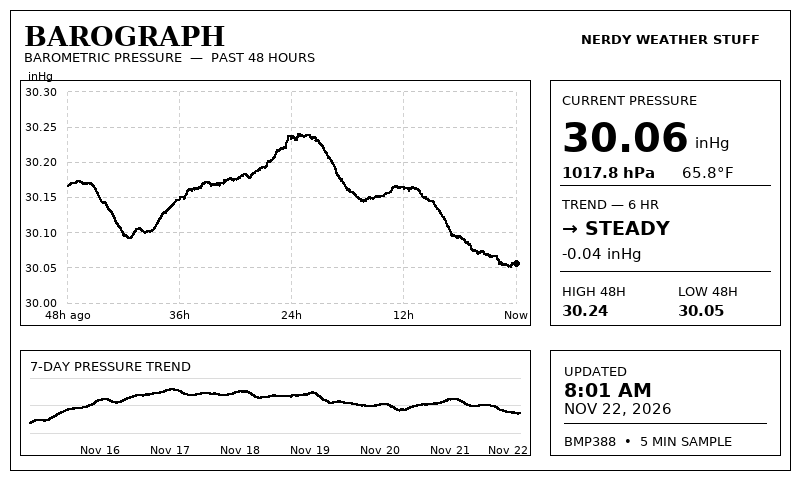 BAROGRAPH
BAROMETRIC PRESSURE — PAST 48 HOURS
NERDY WEATHER STUFF
inHg
30.30
30.25
30.20
30.15
30.10
30.05
30.00
48h ago 36h 24h 12h Now
CURRENT PRESSURE
30.06 inHg
1017.8 hPa 65.8°F
TREND — 6 HR
→ STEADY
-0.04 inHg
HIGH 48H LOW 48H
30.24 30.05
7-DAY PRESSURE TREND
Nov 16 Nov 17 Nov 18 Nov 19 Nov 20 Nov 21 Nov 22
UPDATED
8:01 AM
NOV 22, 2026
BMP388 • 5 MIN SAMPLE